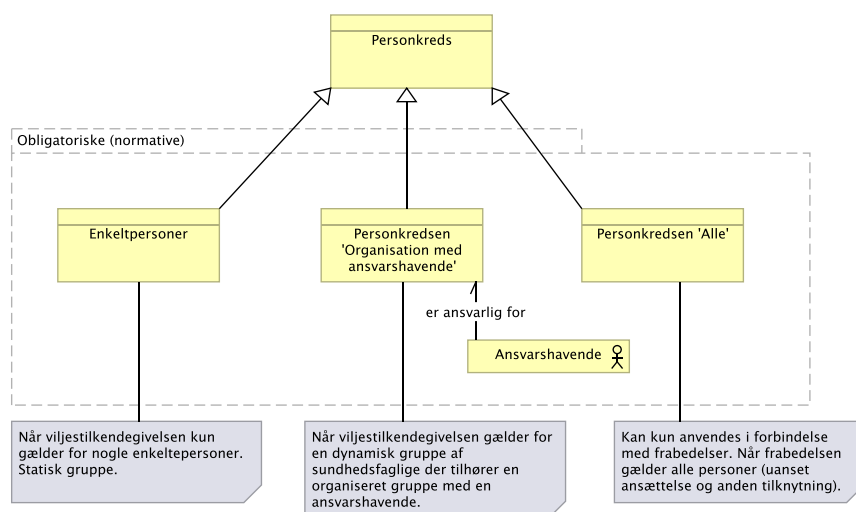 Personkreds
Obligatoriske (normative)
Enkeltpersoner
Personkredsen
'Organisation med
ansvarshavende'
Personkredsen 'Alle'
er ansvarlig for
Ansvarshavende
Når viljestilkendegivelsen kun
gælder for nogle enkeltepersoner.
Statisk gruppe.
Når viljestilkendegivelsen gælder for
en dynamisk gruppe af
sundhedsfaglige der tilhører en
organiseret gruppe med en
ansvarshavende.
Kan kun anvendes i forbindelse
med frabedelser. Når frabedelsen
gælder alle personer (uanset
ansættelse og anden tilknytning).